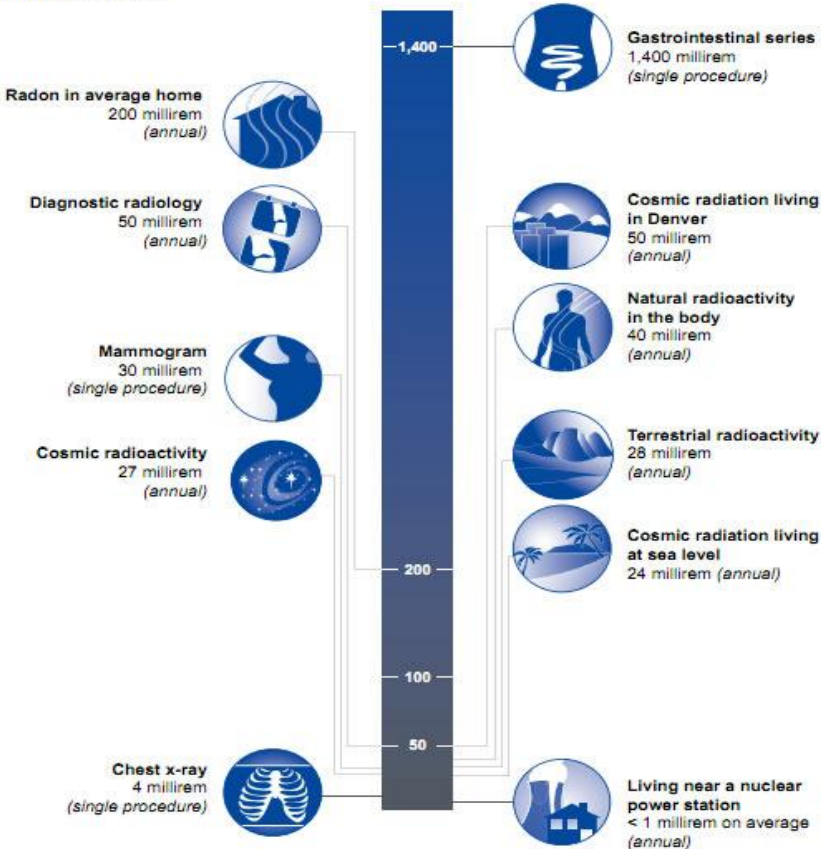 1,400
Gastrointestinal series
1,400 millirem
(single procedure)
Radon in average home
200 millirem
(annual)
Diagnostic radiology
50 millirem
(annual)
Cosmic radiation living
in Denver
50 millirem
(annual)
Natural radioactivity
in the body
40 millirem
(annual)
Mammogram
30 millirem
(single procedure)
Terrestrial radioactivity
28 millirem
(annual)
Cosmic radioactivity
27 millirem
(annual)
Cosmic radiation living
at sea level
24 millirem (annual)
200
100
50
Chest x-ray
4 millirem
(single procedure)
Living near a nuclear
power station
< 1 millirem on average
(annual)